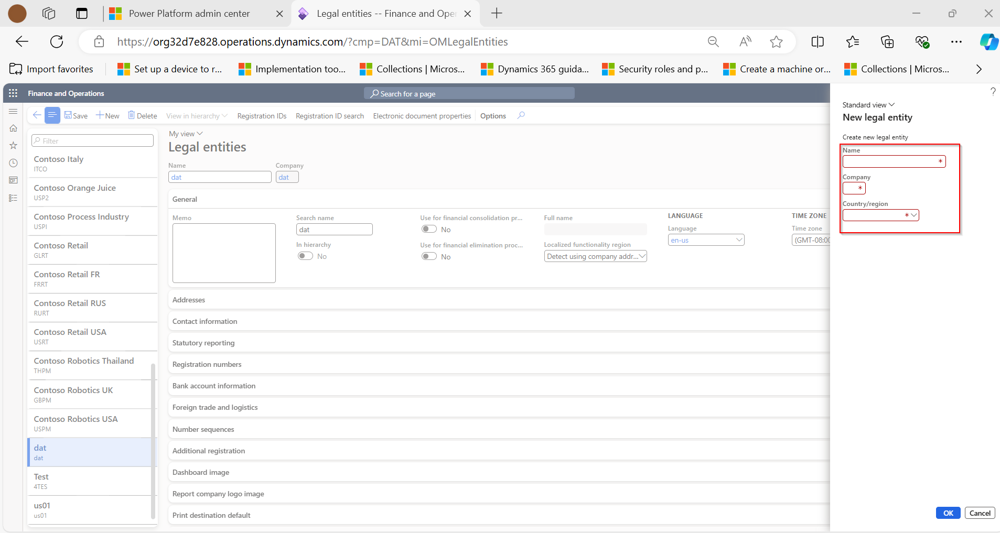 Power Platform admin center
Legal entities -- Finance and Oper
https://org32d7e828.operations.dynamics.com/?cmp=DAT&mi=OMLegalEntities
Import favorites
Set up a device to r...
Implementation too...
Collections | Micros...
Dynamics 365 guida...
Security roles and p...
Create a machine or...
Collections | Micros...
Finance and Operations
Search for a page
?
Save
New
Delete
View in hierarchy
Registration IDs
Registration ID search
Electronic document properties
Options
Filter
Contoso Italy
ITCO
Contoso Orange Juice
USP2
Contoso Process Industry
USPI
Contoso Retail
GLRT
Contoso Retail FR
FRRT
Contoso Retail RUS
RURT
Contoso Retail USA
USRT
Contoso Robotics Thailand
THPM
Contoso Robotics UK
GBPM
Contoso Robotics USA
USPM
dat
dat
Test
4TES
us01
us01
My view
Legal entities
Name
Company
dat
dat
General
Memo
Search name
dat
In hierarchy
No
Use for financial consolidation pr...
No
Use for financial elimination proc...
No
Full name
Localized functionality region
Detect using company addr...
LANGUAGE
Language
en-us
TIME ZONE
Time zone
(GMT-08:00
Addresses
Contact information
Statutory reporting
Registration numbers
Bank account information
Foreign trade and logistics
Number sequences
Additional registration
Dashboard image
Report company logo image
Print destination default
Standard view
New legal entity
Create new legal entity
Name
*
Company
*
Country/region
*
OK
Cancel